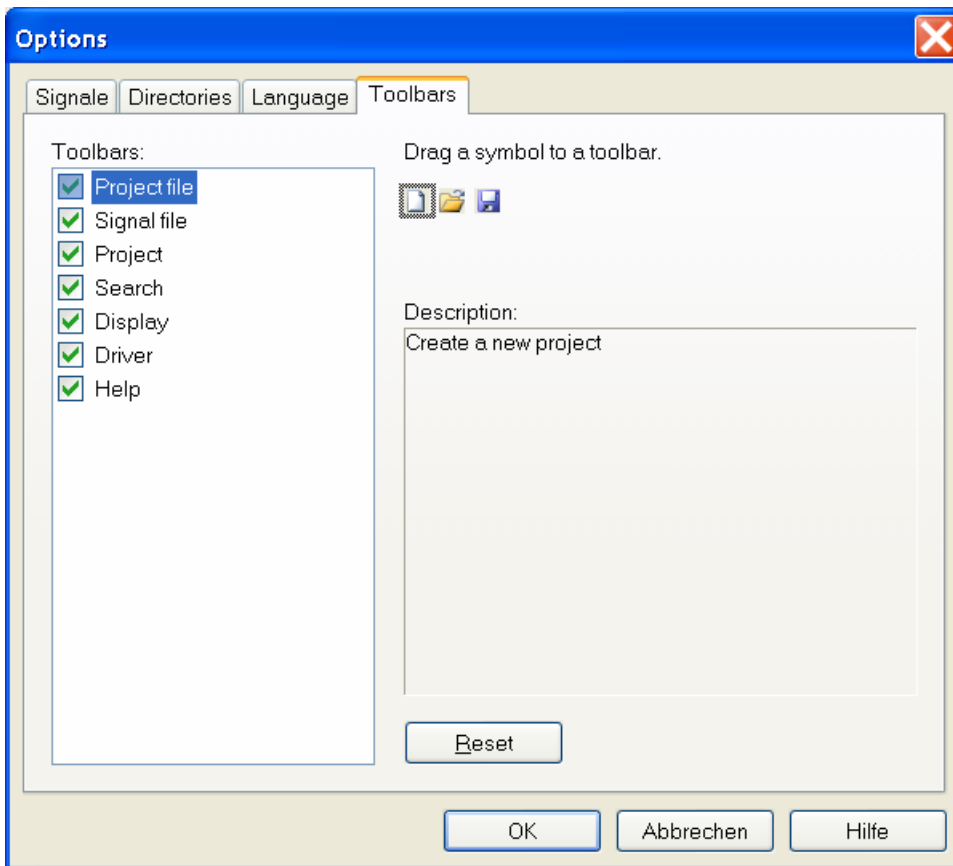 Options
Signale Directories Language Toolbars
Toolbars:
Project file
Signal file
Project
Search
Display
Driver
Help
Drag a symbol to a toolbar.
Description:
Create a new project
Reset
OK Abbrechen Hilfe